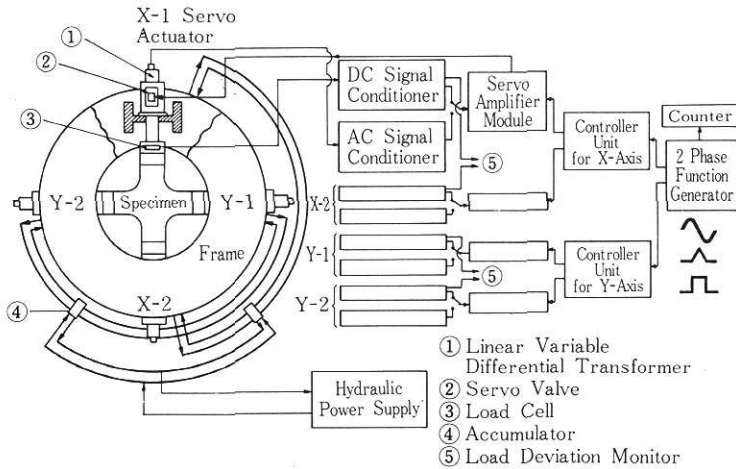 X-1 Servo
Actuator
①
②
③
DC Signal
Conditioner
AC Signal
Conditioner
Servo
Amplifier
Module
⑤
Controller
Unit
for X-Axis
Counter
2 Phase
Function
Generator
Y-2
Specimen
Y-1
Frame
X-2
X-2
Y-1
⑤
Y-2
Controller
Unit
for Y-Axis
④
Hydraulic
Power Supply
① Linear Variable
Differential Transformer
② Servo Valve
③ Load Cell
④ Accumulator
⑤ Load Deviation Monitor